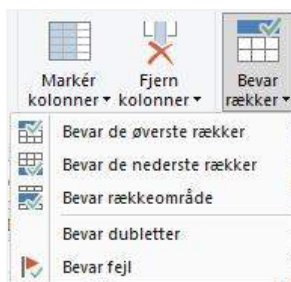 Markér Fjern Bevar
kolonner kolonner rækker
Bevar de øverste rækker
Bevar de nederste rækker
Bevar rækkeområde
Bevar dubletter
Bevar fejl